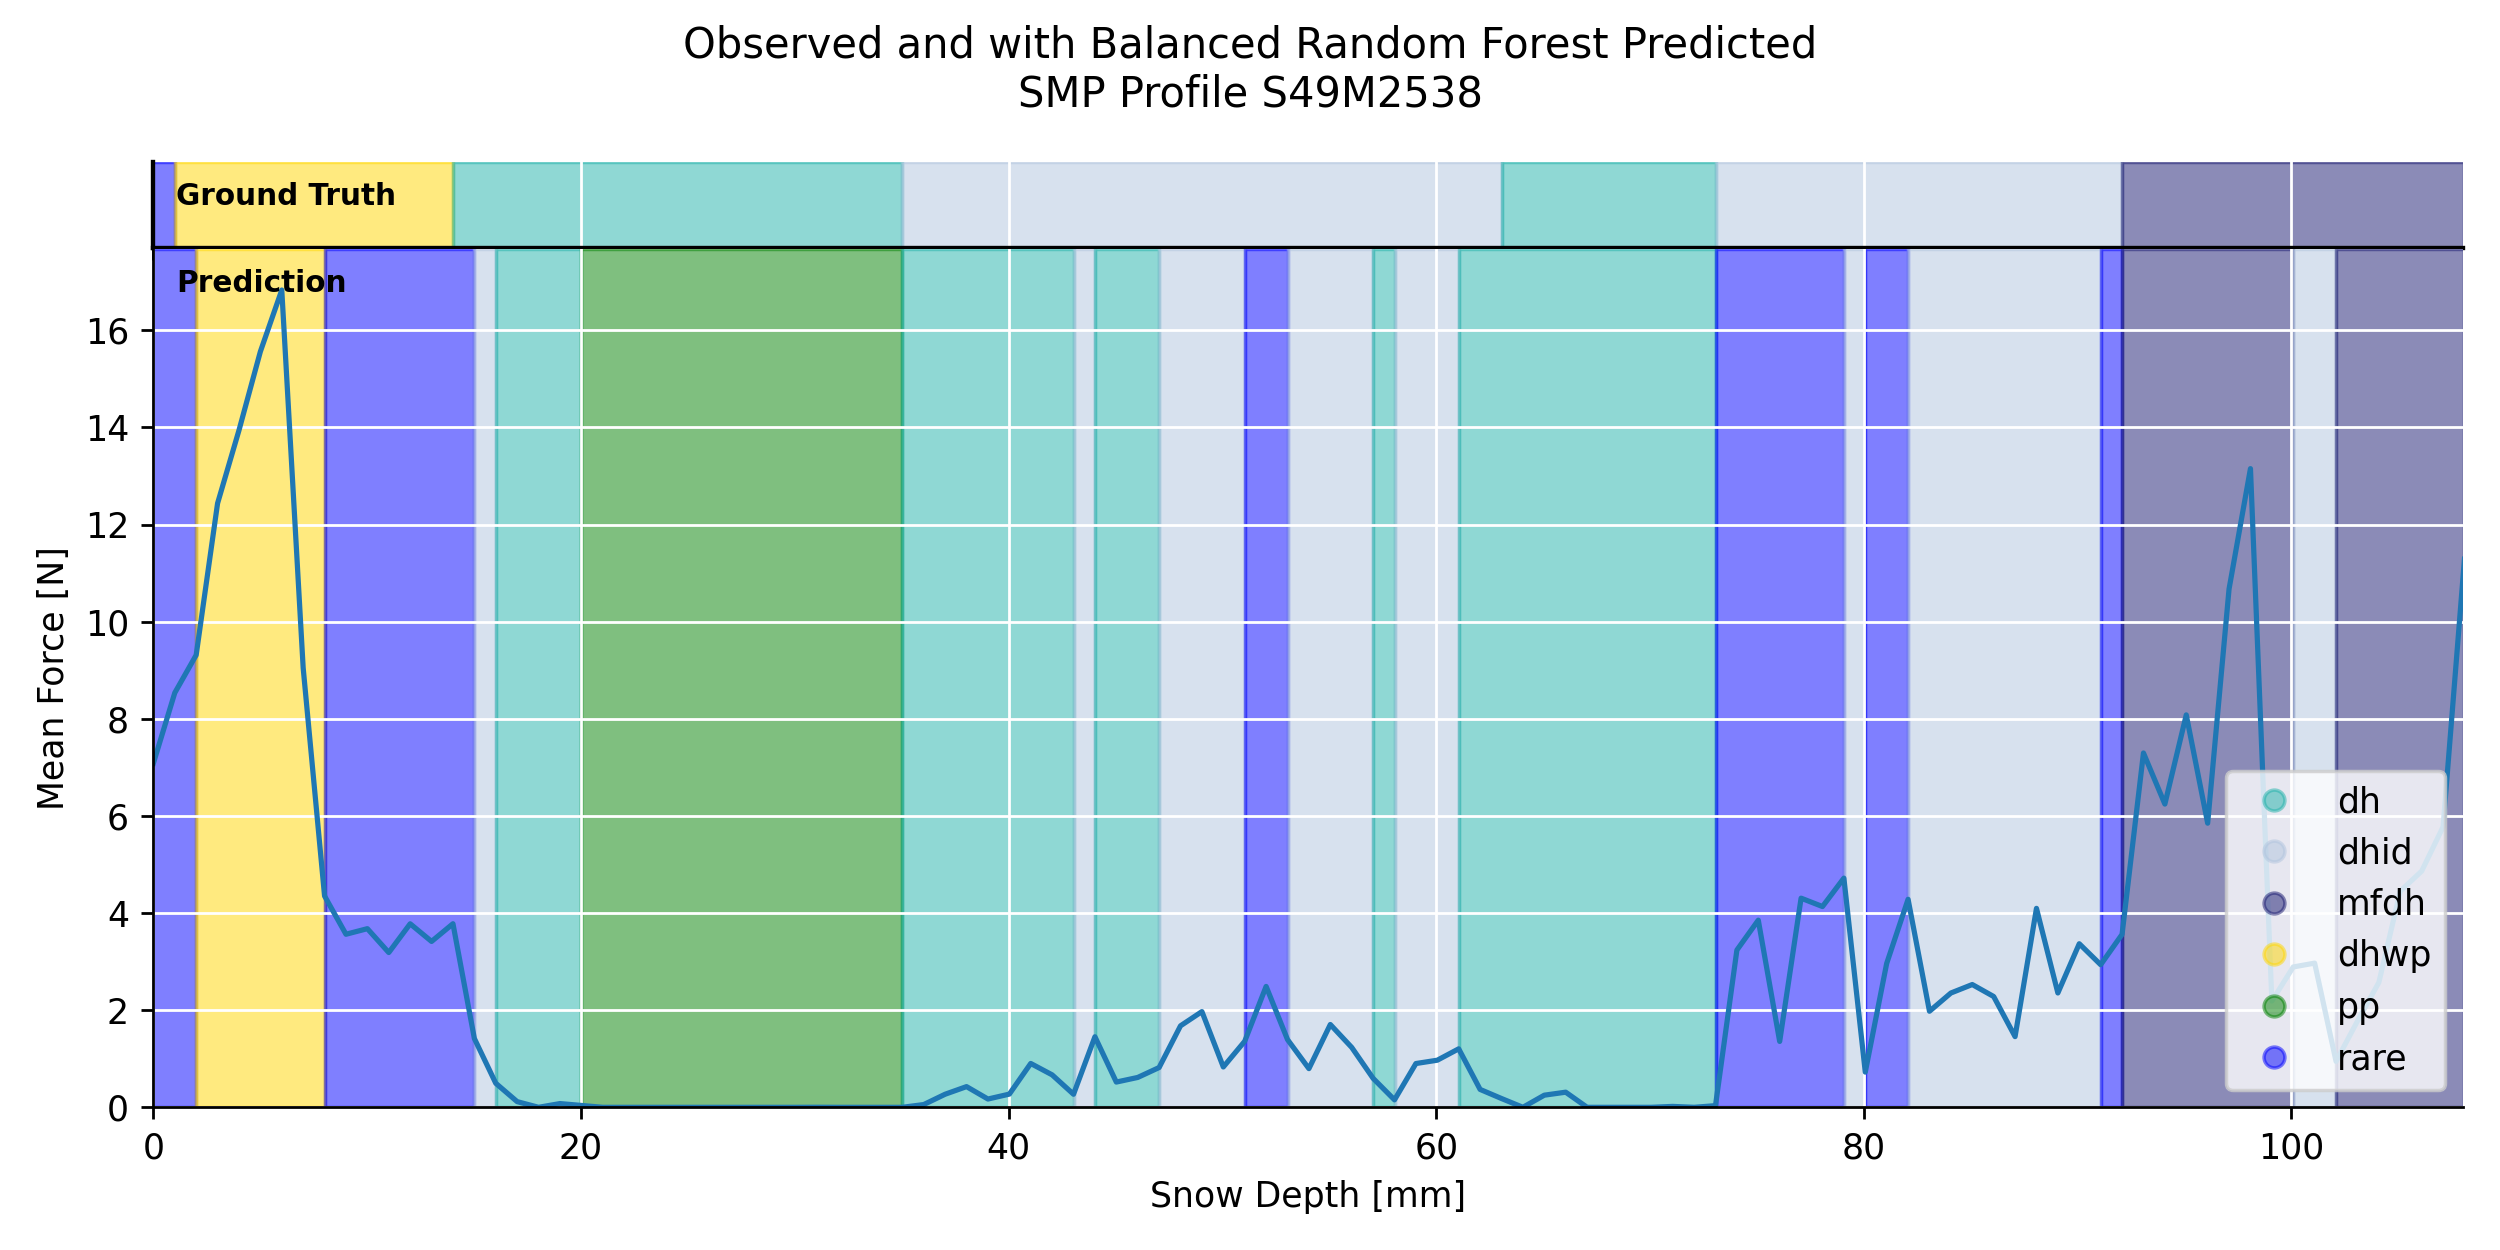 Observed and with Balanced Random Forest Predicted
SMP Profile S49M2538
Ground Truth
Prediction
16
14
12
10
8
6
4
2
0
Mean Force [N]
dh
dhid
mfdh
dhwp
pp
rare
0 20 40 60 80 100
Snow Depth [mm]